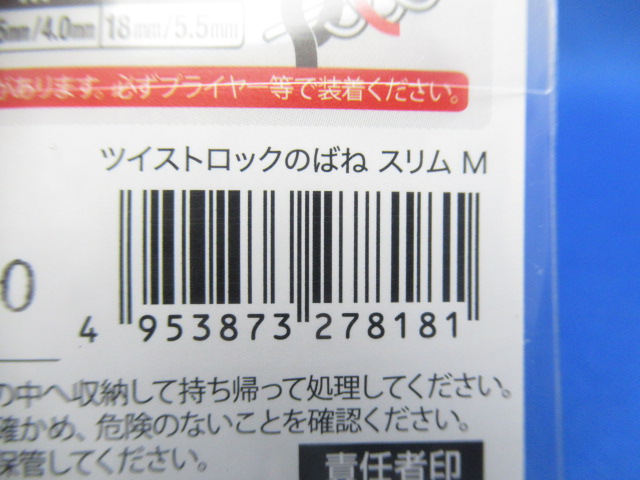 5mm/4.0mm 18mm/5.5mm
があります。必ずプライヤー等で装着ください。
ツイストロックのばね スリム M
0
4 953873 278181
の中へ収納して持ち帰って処理してください。
確かめ、危険のないことを確認ください。
保管してください。
責任者印